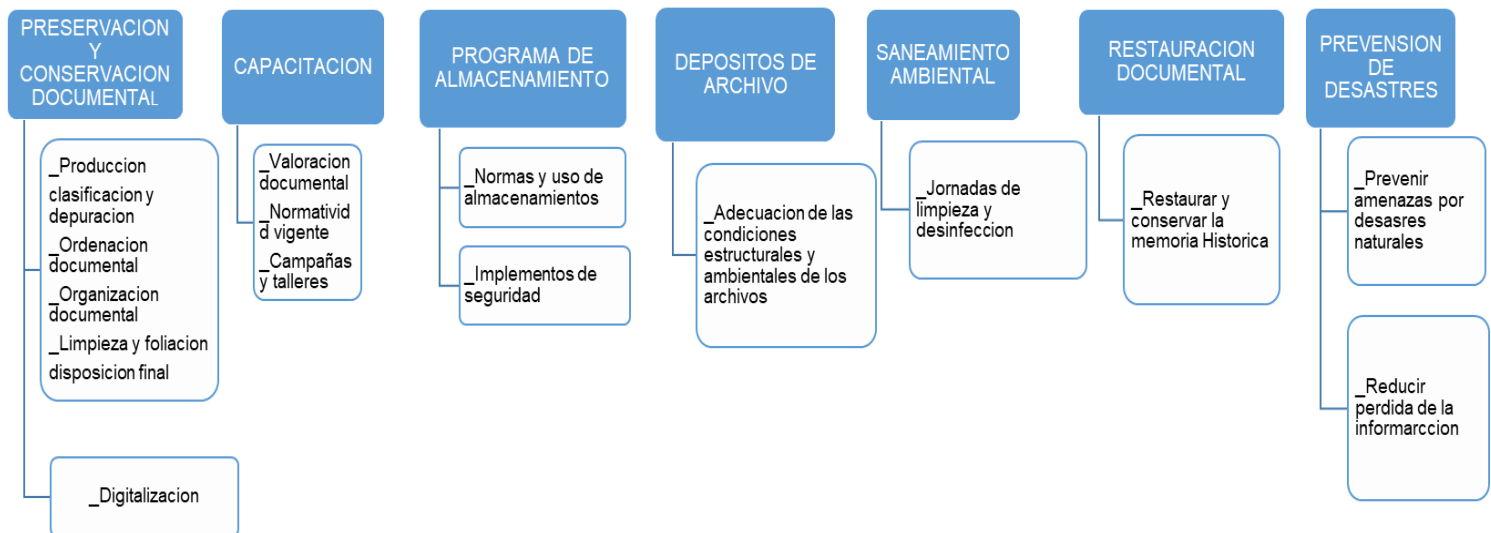 PRESERVACION
Y
CONSERVACION
DOCUMENTAL
_Produccion
clasificacion y
depuracion
_Ordenacion
documental
_Organizacion
documental
_Limpieza y foliacion
disposicion final
_Digitalizacion
CAPACITACION
_Valoracion
documental
_Normativid
d vigente
_Campañas
y talleres
PROGRAMA DE
ALMACENAMIENTO
_Normas y uso de
almacenamientos
_Implementos de
seguridad
DEPOSITOS DE
ARCHIVO
_Adecuacion de las
condiciones
estructurales y
ambientales de los
archivos
SANEAMIENTO
AMBIENTAL
_Jornadas de
limpieza y
desinfeccion
RESTAURACION
DOCUMENTAL
_Restaurar y
conservar la
memoria Historica
PREVENSION
DE
DESASTRES
_Prevenir
amenazas por
desasres
naturales
_Reducir
perdida de la
informarccion